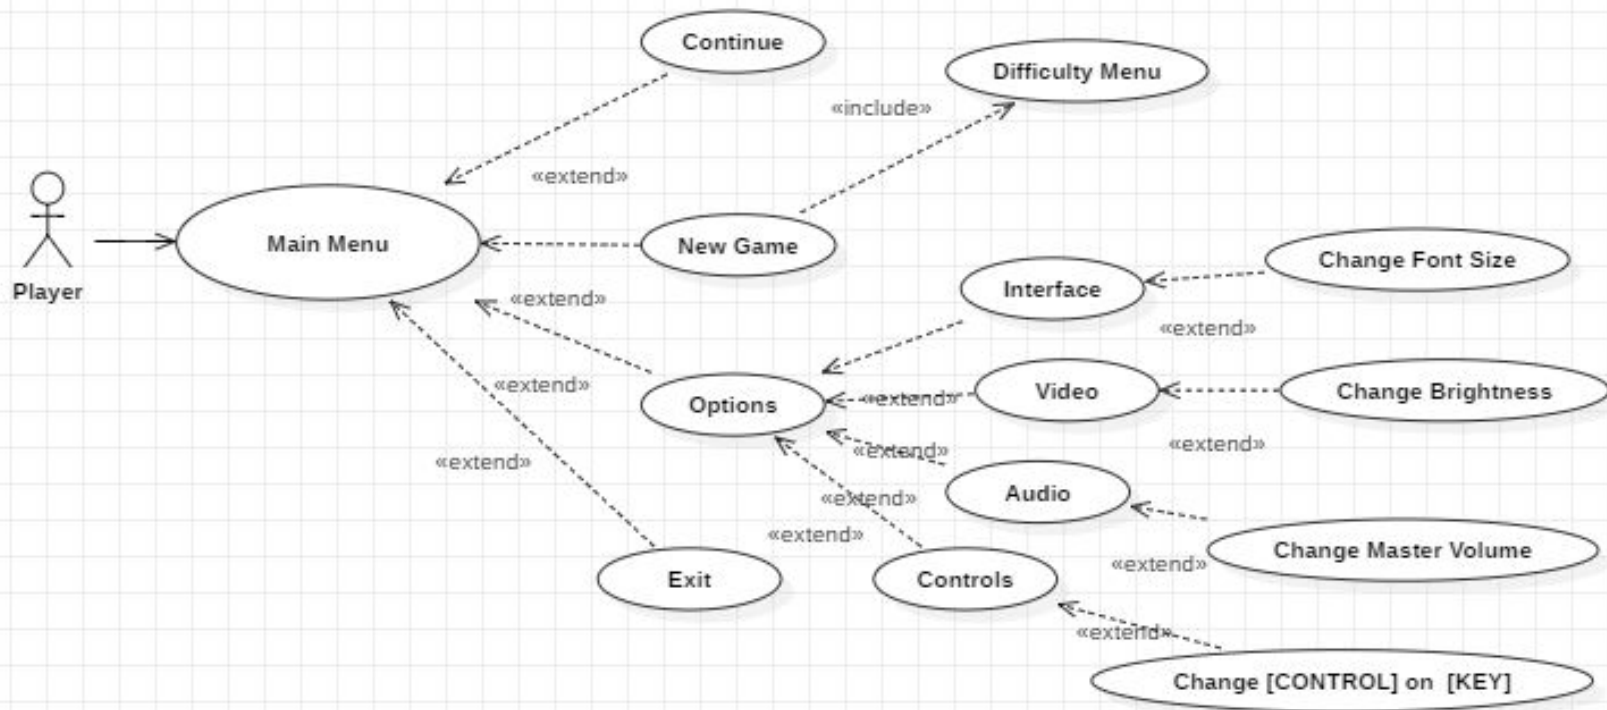 Continue
Difficulty Menu
«include»
«extend»
Main Menu
New Game
Player
Change Font Size
Interface
«extend»
«extend»
Options
«extend»
«extend»
Video
Change Brightness
«extend»
«extend»
«extend»
Audio
«extend»
«extend»
Change Master Volume
«extend»
Exit
Controls
«extend»
Change [CONTROL] on [KEY]